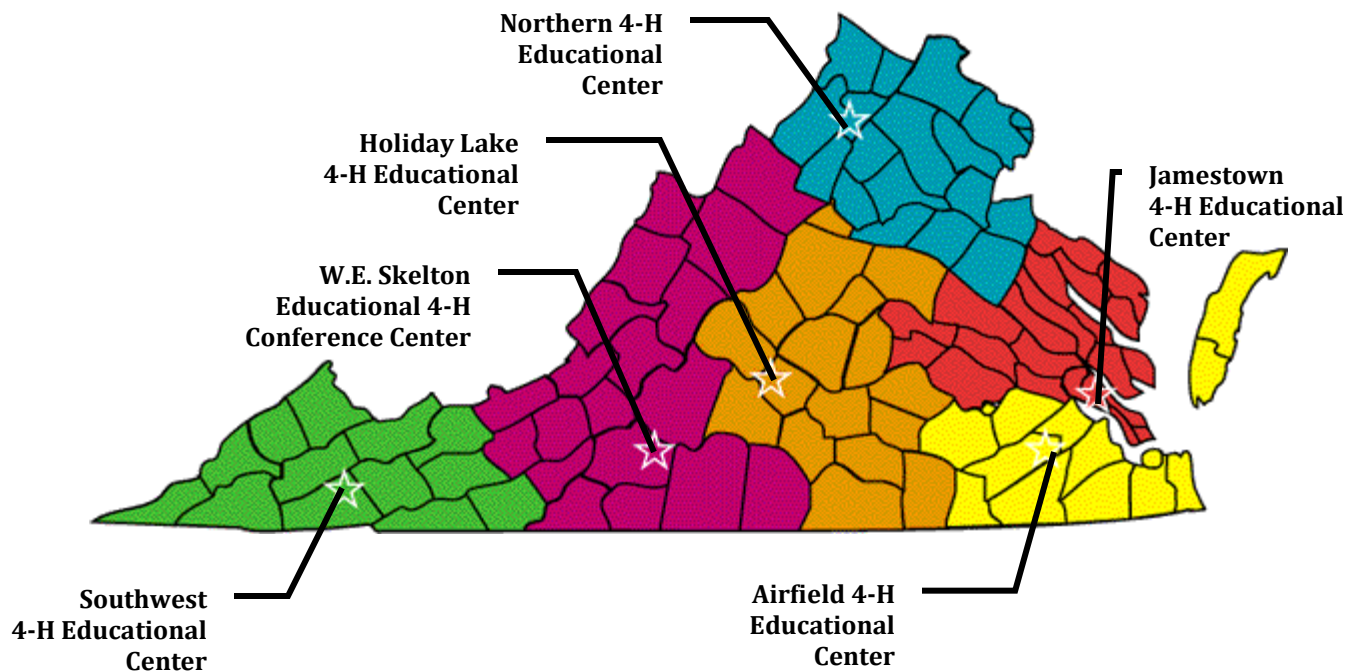 Northern 4-H
Educational
Center
Holiday Lake
4-H Educational
Center
Jamestown
4-H Educational
Center
W.E. Skelton
Educational 4-H
Conference Center
Southwest
4-H Educational
Center
Airfield 4-H
Educational
Center